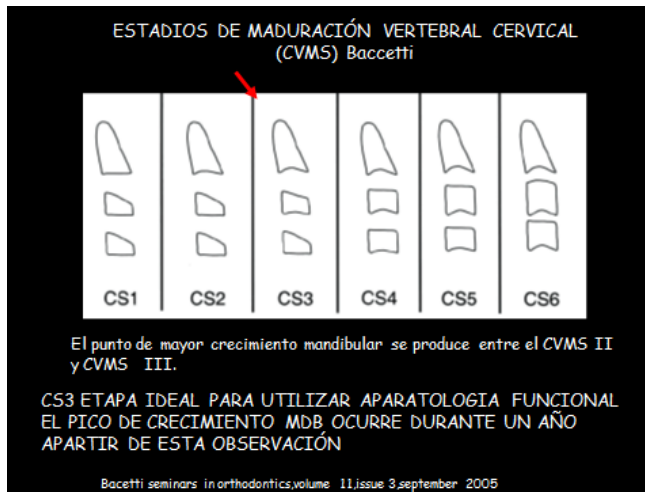 ESTADIOS DE MADURACIÓN VERTEBRAL CERVICAL
(CVMS) Baccetti
CS1 CS2 CS3 CS4 CS5 CS6
El punto de mayor crecimiento mandibular se produce entre el CVMS II
y CVMS III.
CS3 ETAPA IDEAL PARA UTILIZAR APARATOLOGIA FUNCIONAL
EL PICO DE CRECIMIENTO MDB OCURRE DURANTE UN AÑO
APARTIR DE ESTA OBSERVACIÓN
Bacetti seminars in orthodontics,volume 11,issue 3,september 2005